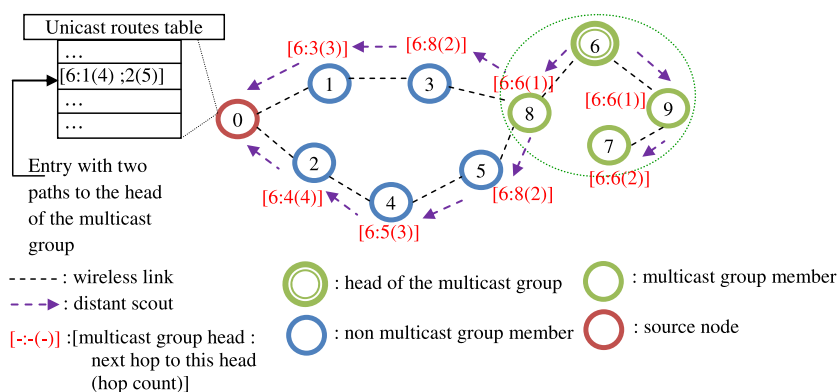 Unicast routes table
…
[6:1(4) ;2(5)]
…
…
Entry with two
paths to the head
of the multicast
group
[6:3(3)]
[6:8(2)]
[6:6(1)]
[6:6(1)]
[6:6(2)]
[6:8(2)]
[6:5(3)]
[6:4(4)]
0
1
3
8
6
9
7
2
4
5
: wireless link
: distant scout
[-:-(-)] :[multicast group head :
next hop to this head
(hop count)]
: head of the multicast group
: non multicast group member
: multicast group member
: source node